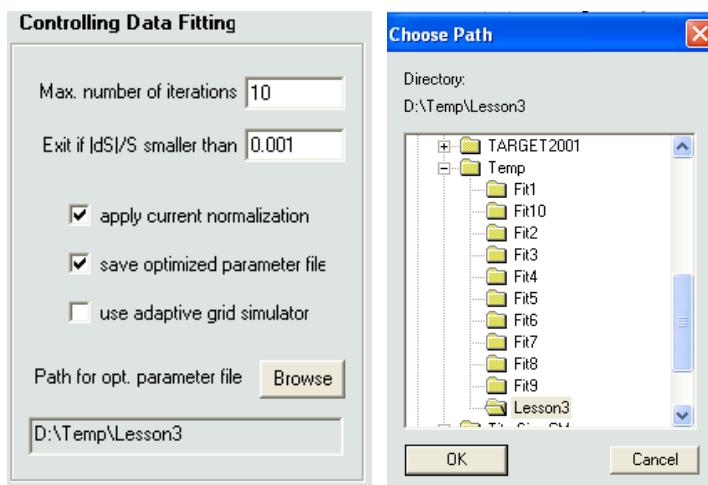 Controlling Data Fitting
Max. number of iterations 10
Exit if |dS|/S smaller than 0.001
apply current normalization
save optimized parameter file
use adaptive grid simulator
Path for opt. parameter file Browse
D:\Temp\Lesson3
Choose Path
Directory:
D:\Temp\Lesson3
TARGET2001
Temp
Fit1
Fit10
Fit2
Fit3
Fit4
Fit5
Fit6
Fit7
Fit8
Fit9
Lesson3
OK Cancel